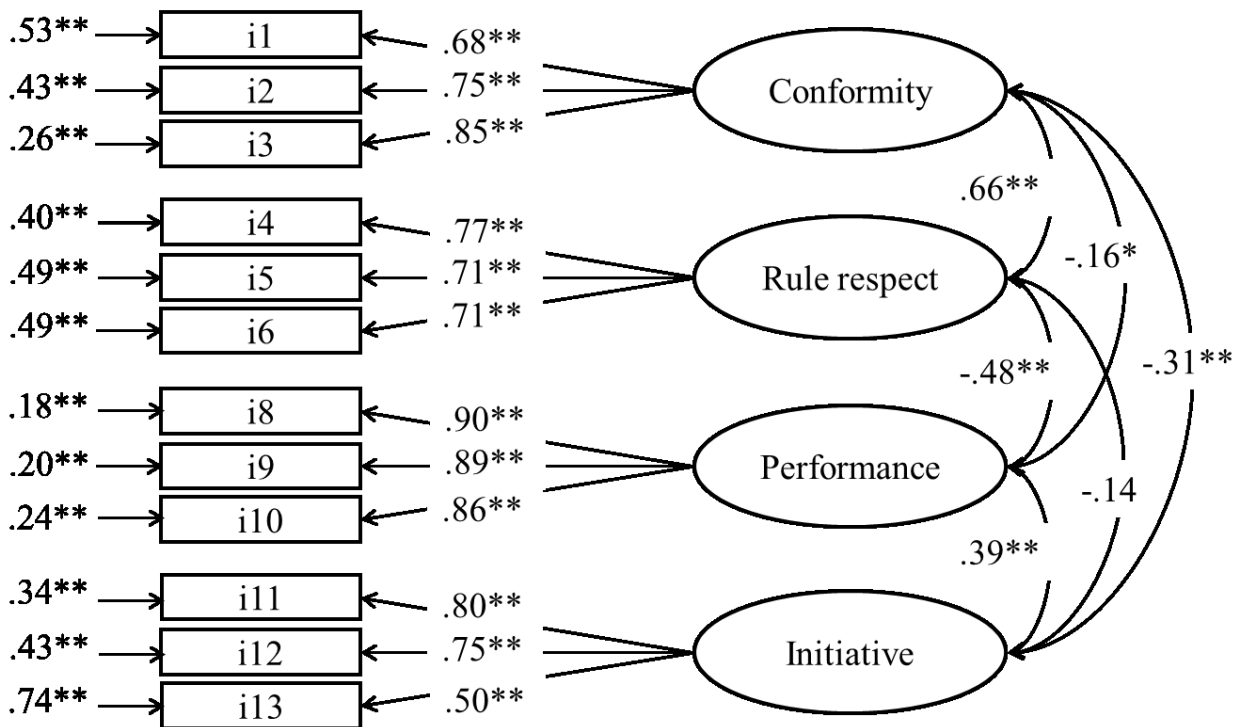 .53** i1 .68**
.43** i2 .75** Conformity
.26** i3 .85**
.66**
.40** i4 .77**
.49** i5 .71** Rule respect
.49** i6 .71**
-.16*
-.48**
-.31**
.18** i8 .90**
.20** i9 .89** Performance
.24** i10 .86**
-.14
.39**
.34** i11 .80**
.43** i12 .75** Initiative
.74** i13 .50**